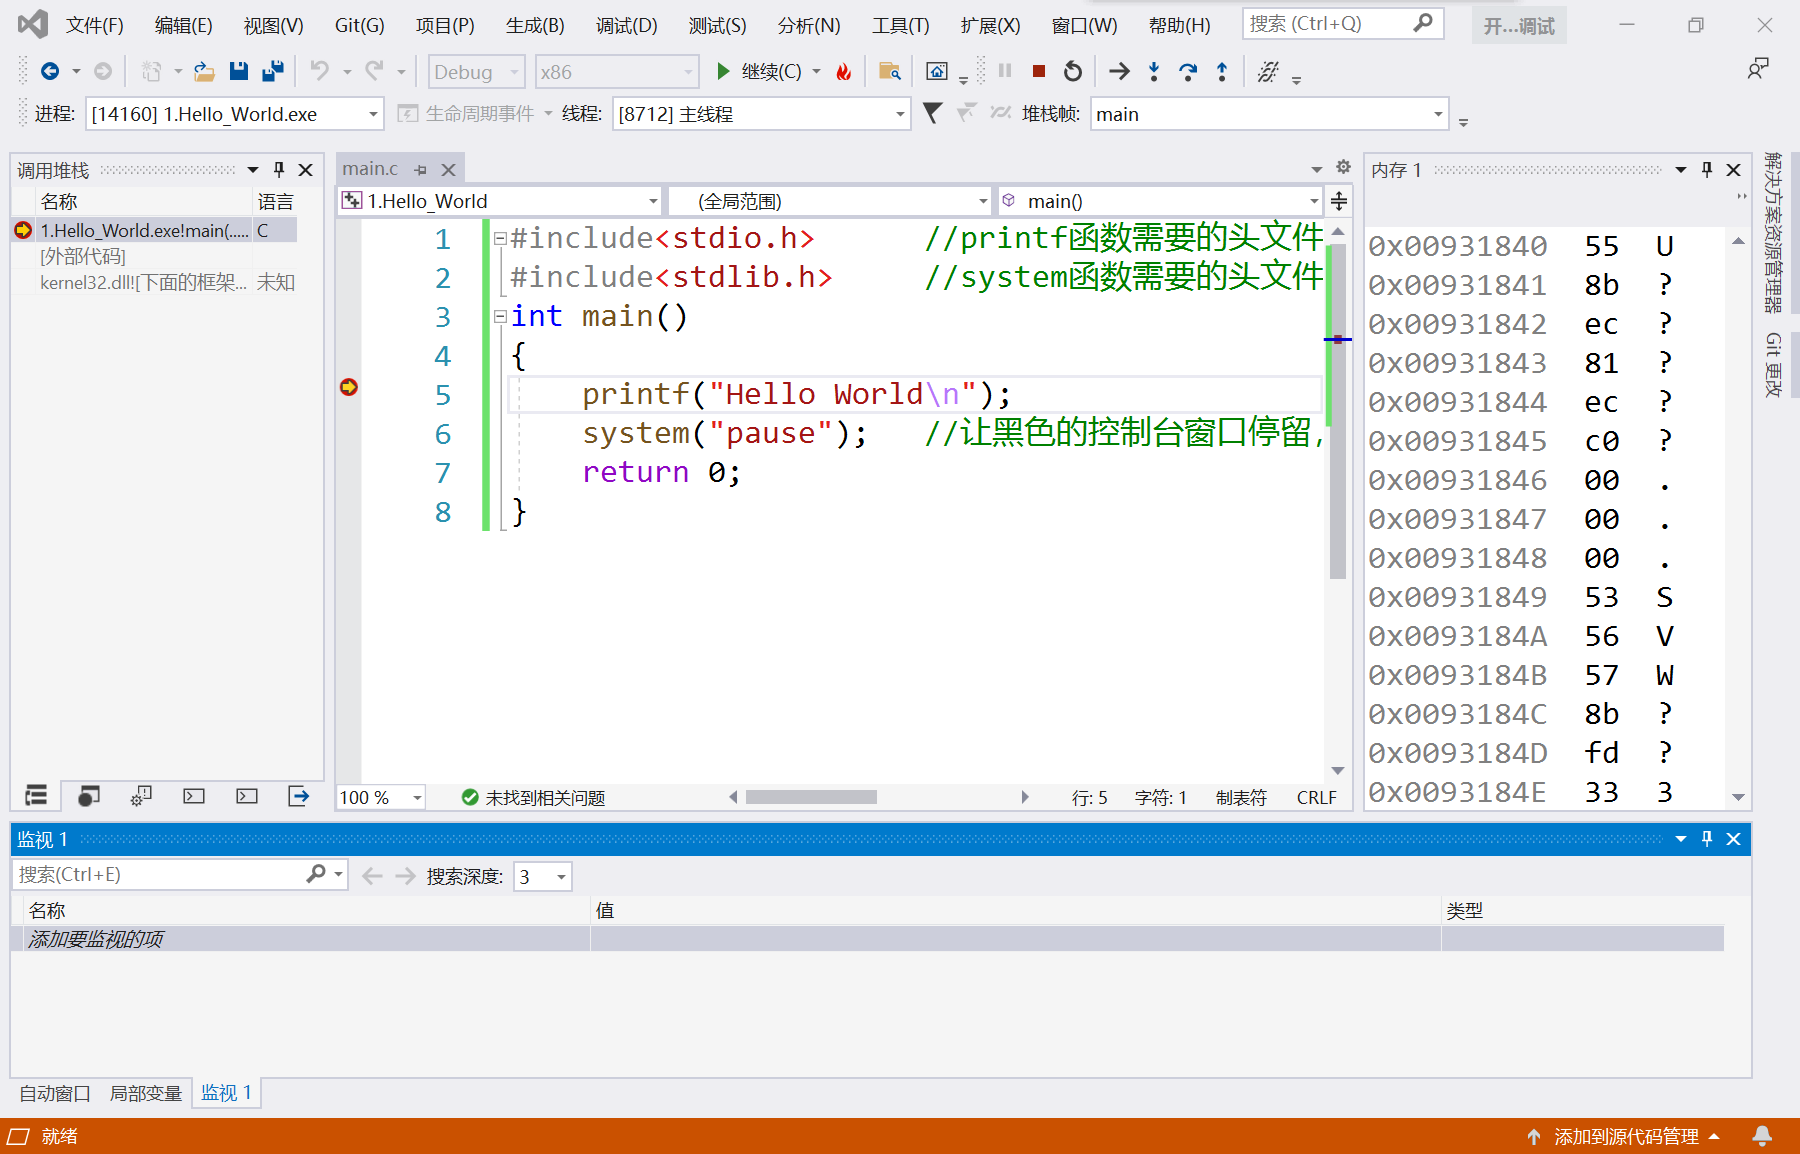 文件(F) 编辑(E) 视图(V) Git(G) 项目(P) 生成(B) 调试(D) 测试(S) 分析(N) 工具(T) 扩展(X) 窗口(W) 帮助(H) 搜索 (Ctrl+Q) 开...调试
Debug x86 继续(C)
进程: [14160] 1.Hello_World.exe 生命周期事件 线程: [8712] 主线程 堆栈帧: main
调用堆栈
名称 语言
1.Hello_World.exe!main(..... C
[外部代码]
kernel32.dll![下面的框架... 未知
main.c
1.Hello_World (全局范围) main()
1 #include<stdio.h> //printf函数需要的头文件
2 #include<stdlib.h> //system函数需要的头文件
3 int main()
4 {
5 printf("Hello World\n");
6 system("pause"); //让黑色的控制台窗口停留,
7 return 0;
8 }
100 % 未找到相关问题 行: 5 字符: 1 制表符 CRLF
内存 1
0x00931840 55 U
0x00931841 8b ?
0x00931842 ec ?
0x00931843 81 ?
0x00931844 ec ?
0x00931845 c0 ?
0x00931846 00 .
0x00931847 00 .
0x00931848 00 .
0x00931849 53 S
0x0093184A 56 V
0x0093184B 57 W
0x0093184C 8b ?
0x0093184D fd ?
0x0093184E 33 3
解决方案资源管理器
Git 更改
监视 1
搜索(Ctrl+E) 搜索深度: 3
名称 值 类型
添加要监视的项
自动窗口 局部变量 监视 1
就绪 添加到源代码管理